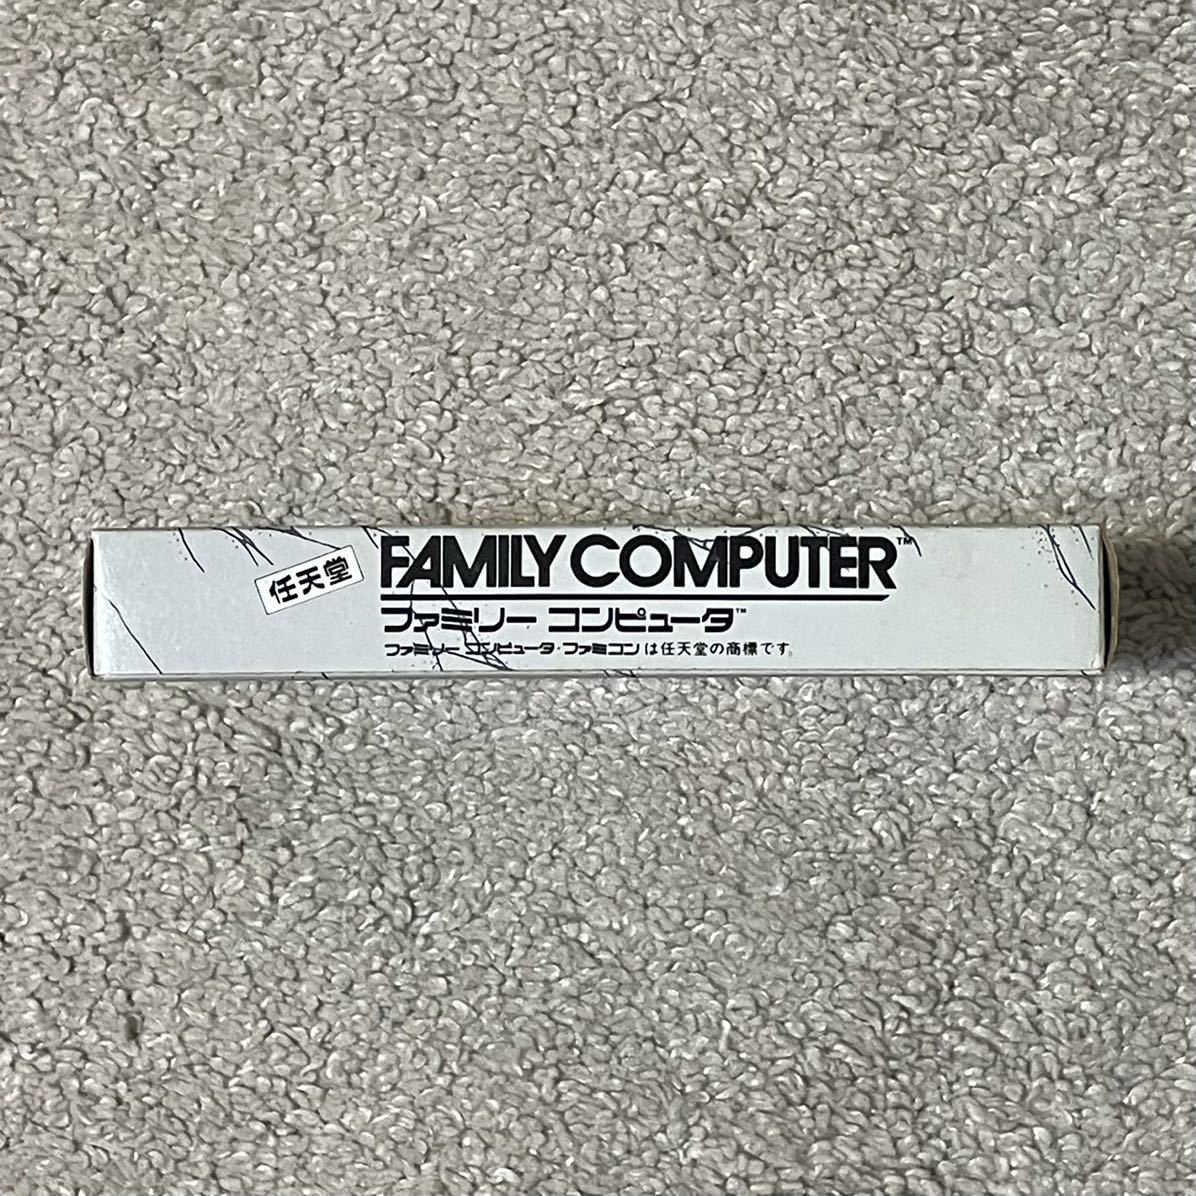 任天堂
FAMILY COMPUTER™
ファミリー コンピュータ™
ファミリー コンピュータ・ファミコンは任天堂の商標です。